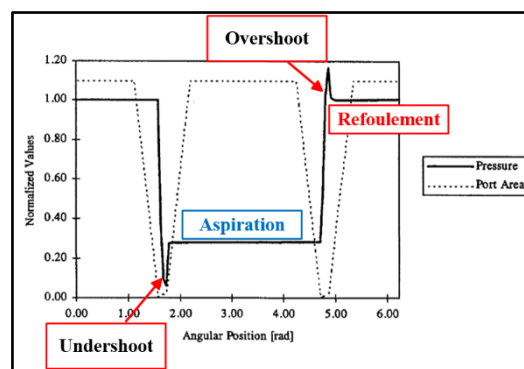 Overshoot
1.20
1.00
0.80
0.60
0.40
0.20
0.00
Normalized Values
Refoulement
Aspiration
Pressure
Port Area
0.00 1.00 2.00 3.00 4.00 5.00 6.00
Angular Position [rad]
Undershoot